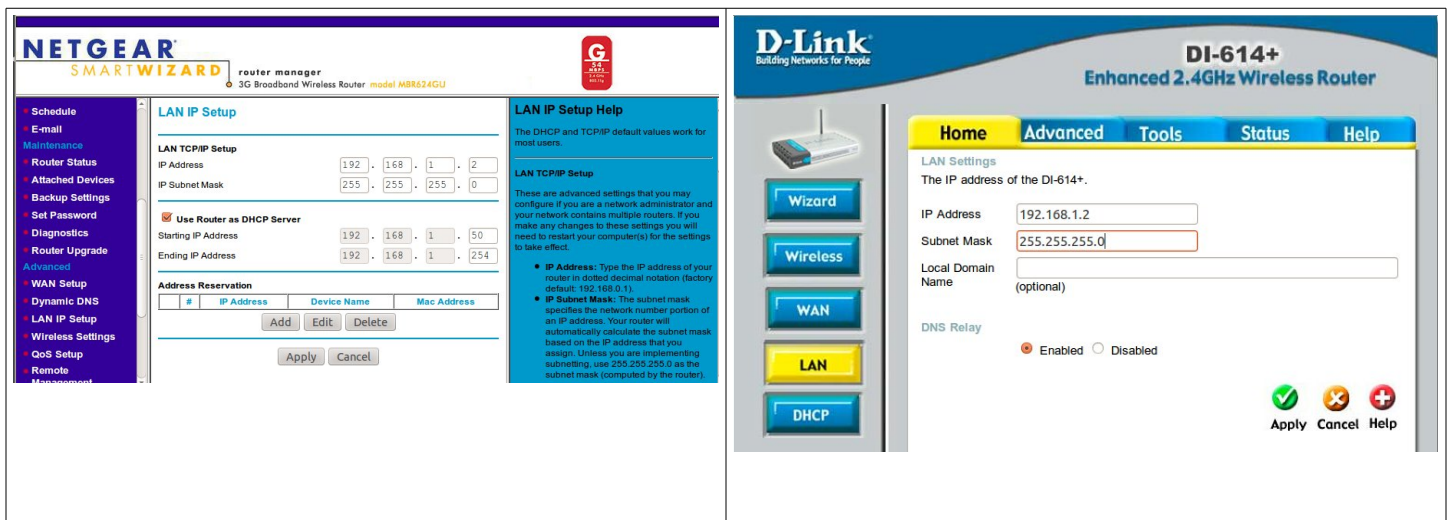 NETGEAR
SMARTWIZARD router manager
3G Broadband Wireless Router model MBR624GU
G
54
MBPS
Schedule
E-mail
Maintenance
Router Status
Attached Devices
Backup Settings
Set Password
Diagnostics
Router Upgrade
Advanced
WAN Setup
Dynamic DNS
LAN IP Setup
Wireless Settings
QoS Setup
Remote
Management
LAN IP Setup
LAN TCP/IP Setup
IP Address 192 . 168 . 1 . 2
IP Subnet Mask 255 . 255 . 255 . 0
Use Router as DHCP Server
Starting IP Address 192 . 168 . 1 . 50
Ending IP Address 192 . 168 . 1 . 254
Address Reservation
# IP Address Device Name Mac Address
Add Edit Delete
Apply Cancel
LAN IP Setup Help
The DHCP and TCP/IP default values work for
most users.
LAN TCP/IP Setup
These are advanced settings that you may
configure if you are a network administrator and
your network contains multiple routers. If you
make any changes to these settings you will
need to restart your computer(s) for the settings
to take effect.
IP Address: Type the IP address of your
router in dotted decimal notation (factory
default: 192.168.0.1).
IP Subnet Mask: The subnet mask
specifies the network number portion of
an IP address. Your router will
automatically calculate the subnet mask
based on the IP address that you
assign. Unless you are implementing
subnetting, use 255.255.255.0 as the
subnet mask (computed by the router).
D-Link
Building Networks for People
DI-614+
Enhanced 2.4GHz Wireless Router
Wizard
Wireless
WAN
LAN
DHCP
Home Advanced Tools Status Help
LAN Settings
The IP address of the DI-614+.
IP Address 192.168.1.2
Subnet Mask 255.255.255.0
Local Domain
Name
(optional)
DNS Relay
Enabled Disabled
Apply Cancel Help